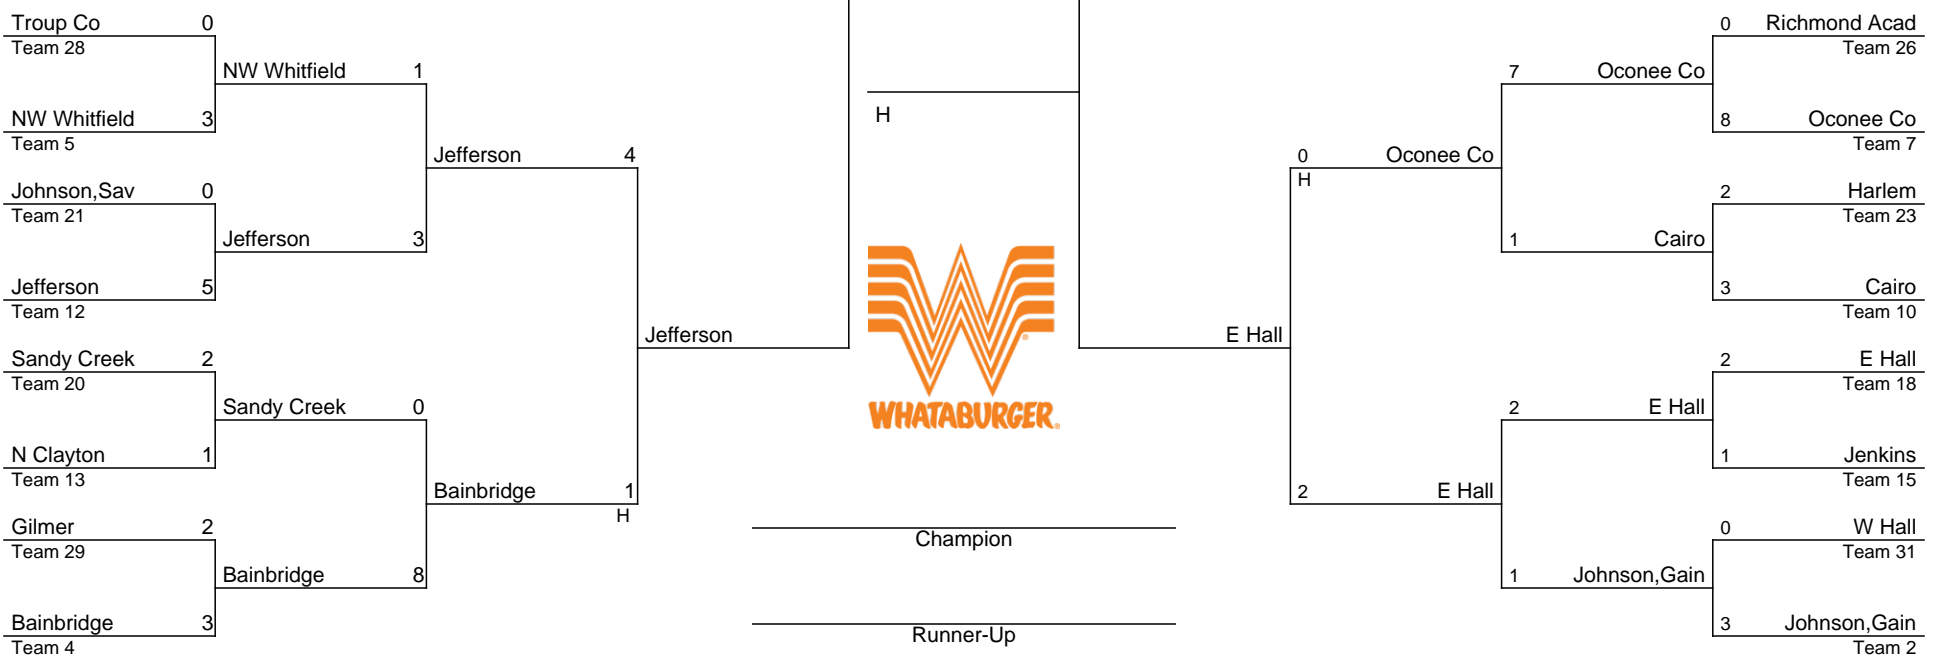 Troup Co 0
Team 28
NW Whitfield 1
NW Whitfield 3
Team 5
Jefferson 4
Johnson,Sav 0
Team 21
Jefferson 3
Jefferson 5
Team 12
Jefferson
Sandy Creek 2
Team 20
Sandy Creek 0
N Clayton 1
Team 13
Bainbridge 1
H
Gilmer 2
Team 29
Bainbridge 8
Bainbridge 3
Team 4
H
WHATABURGER®
Champion
Runner-Up
0 Richmond Acad
Team 26
7 Oconee Co
8 Oconee Co
Team 7
0 Oconee Co
H
2 Harlem
Team 23
1 Cairo
3 Cairo
Team 10
E Hall
2 E Hall
Team 18
2 E Hall
1 Jenkins
Team 15
2 E Hall
0 W Hall
Team 31
1 Johnson,Gain
3 Johnson,Gain
Team 2